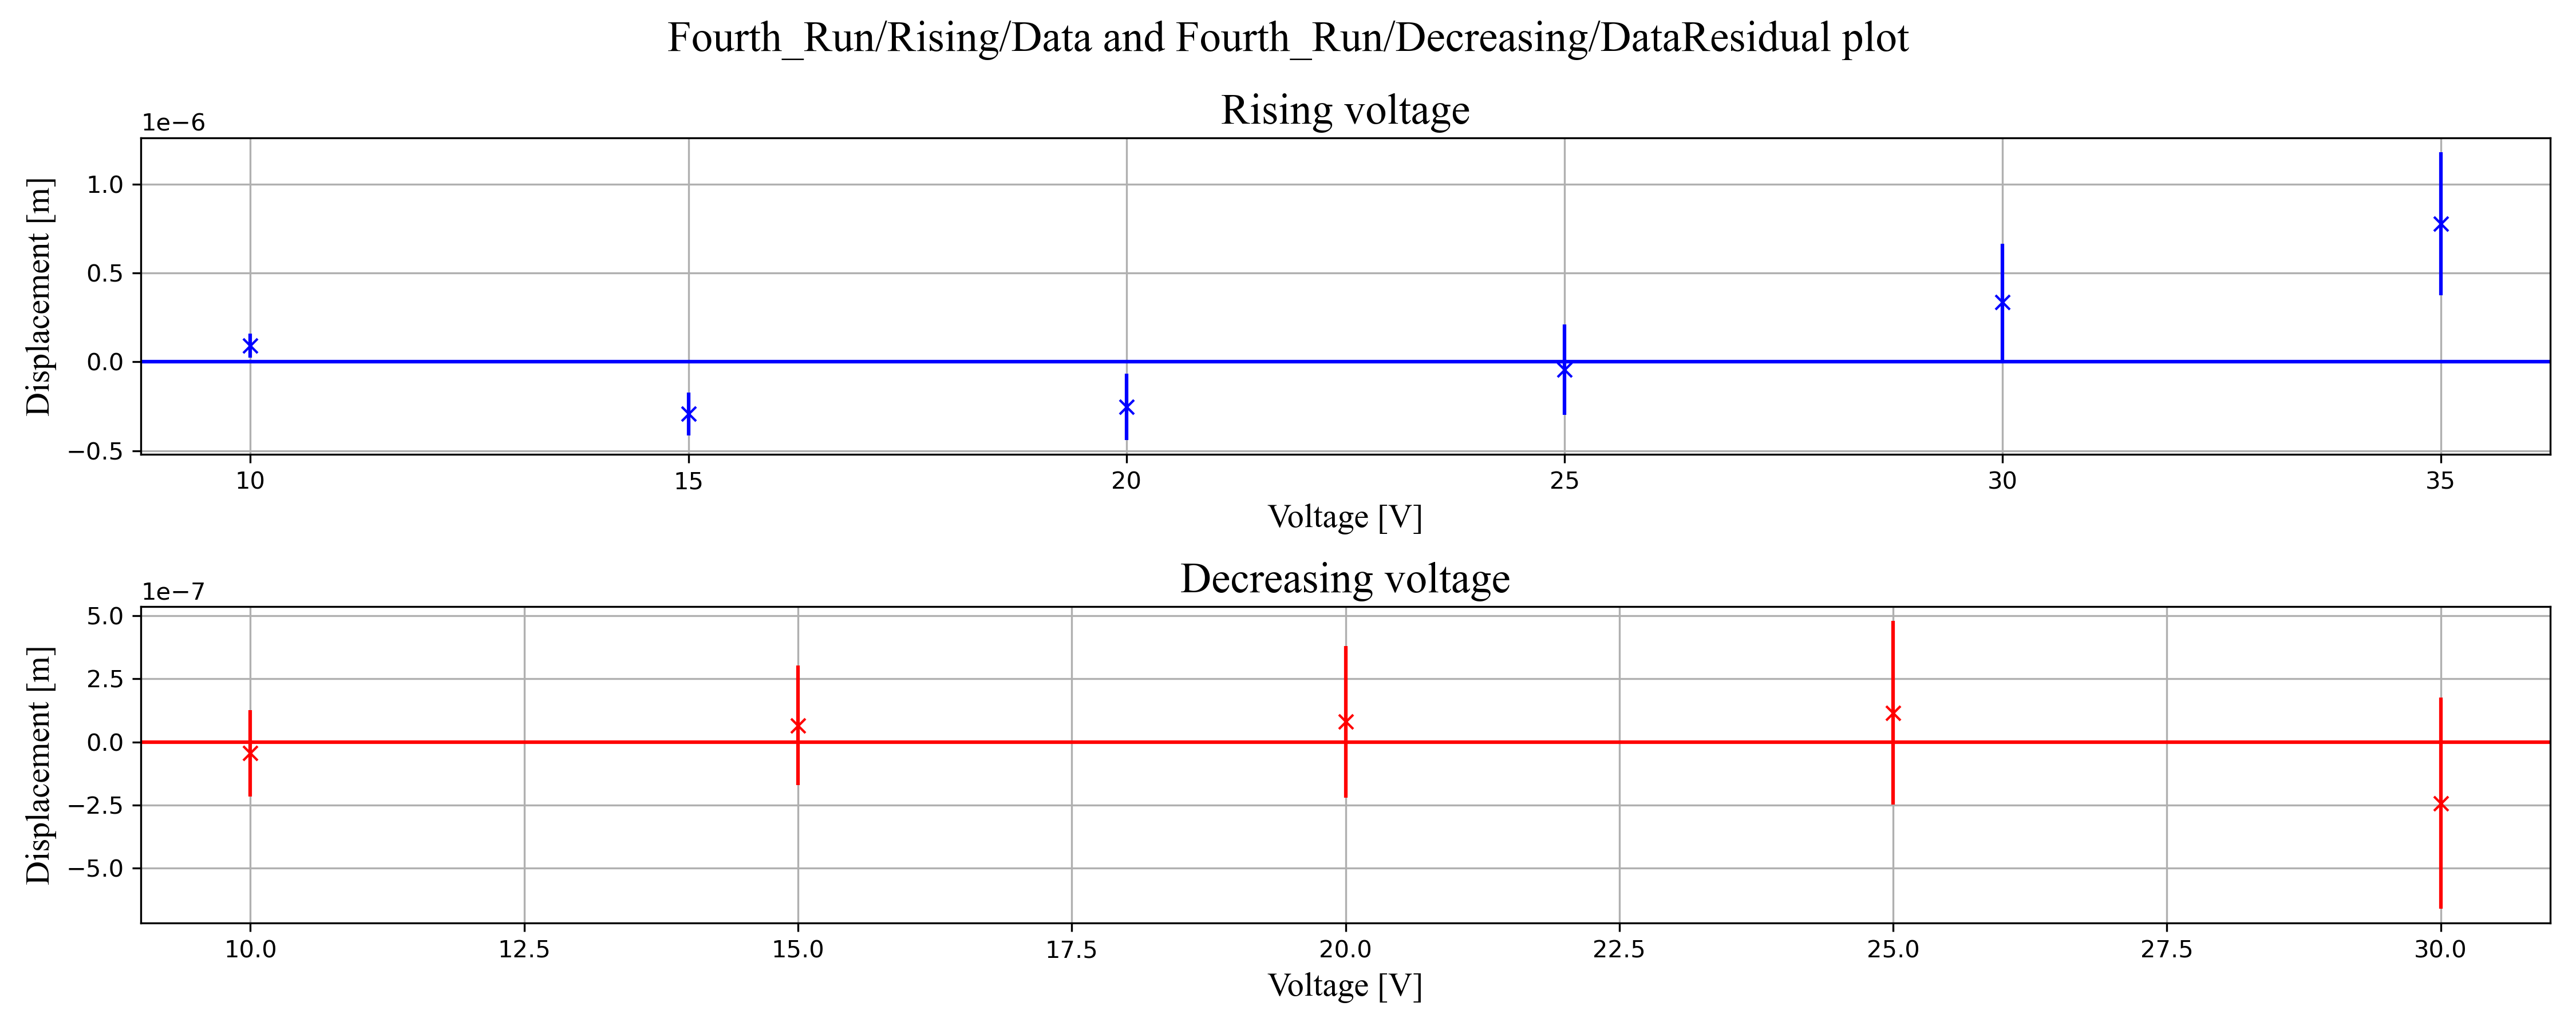 Fourth_Run/Rising/Data and Fourth_Run/Decreasing/DataResidual plot
Rising voltage
1e−6
Displacement [m]
1.0
0.5
0.0
−0.5
10 15 20 25 30 35
Voltage [V]
Decreasing voltage
1e−7
Displacement [m]
5.0
2.5
0.0
−2.5
−5.0
10.0 12.5 15.0 17.5 20.0 22.5 25.0 27.5 30.0
Voltage [V]